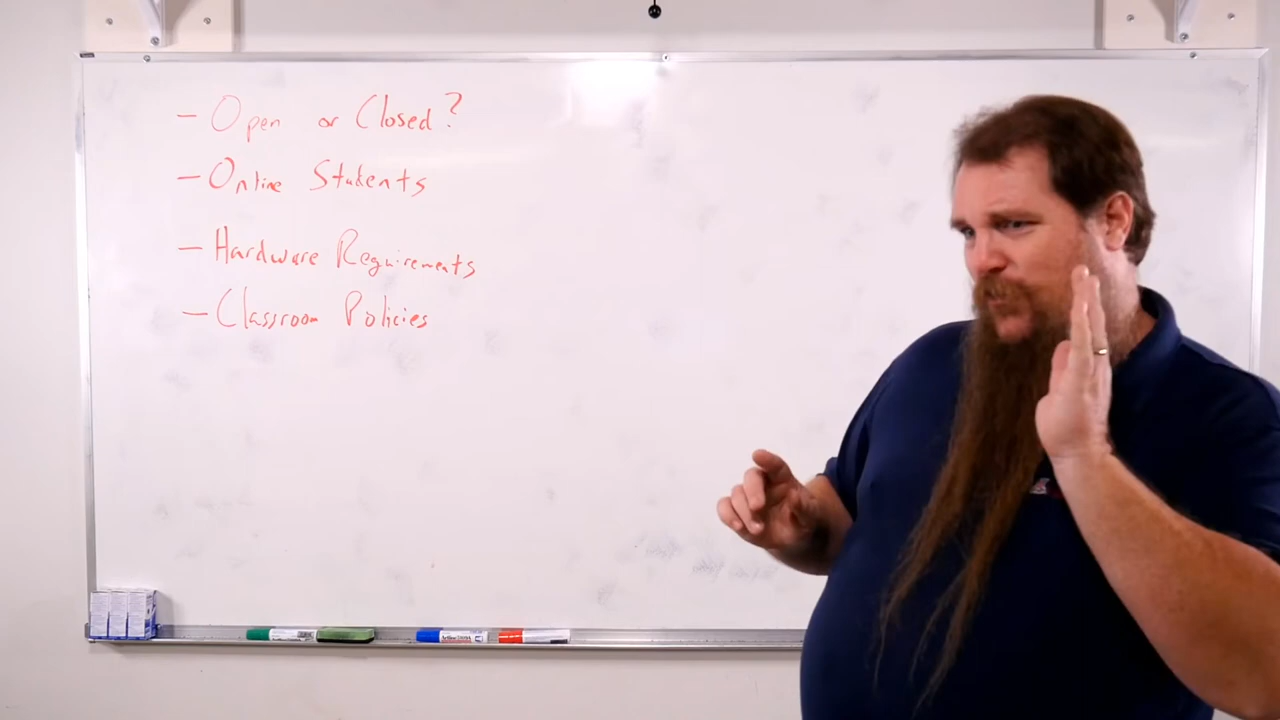 - Open or Closed?
- Online Students
- Hardware Requirements
- Classroom Policies